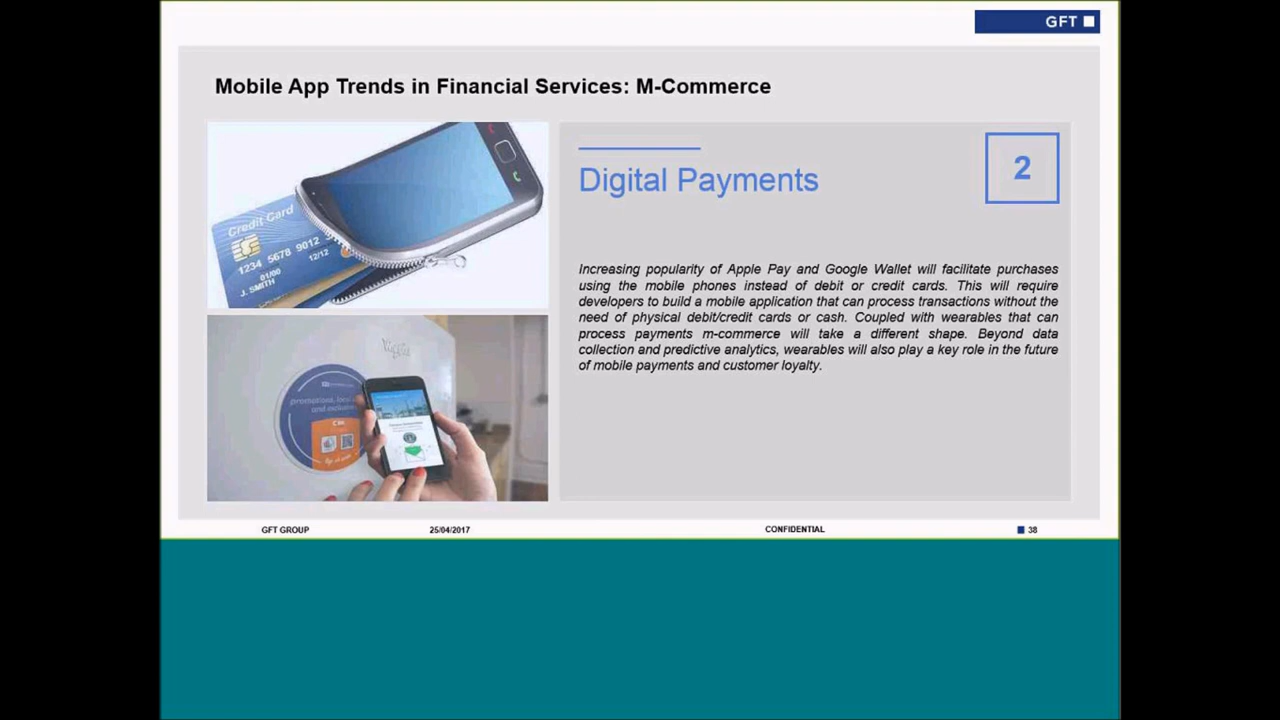 GFT
Mobile App Trends in Financial Services: M-Commerce
Credit Card
1234 5678 9012
01/00
12/12
J. SMITH
Digital Payments
2
Increasing popularity of Apple Pay and Google Wallet will facilitate purchases
using the mobile phones instead of debit or credit cards. This will require
developers to build a mobile application that can process transactions without the
need of physical debit/credit cards or cash. Coupled with wearables that can
process payments m-commerce will take a different shape. Beyond data
collection and predictive analytics, wearables will also play a key role in the future
of mobile payments and customer loyalty.
GFT GROUP
25/04/2017
CONFIDENTIAL
38